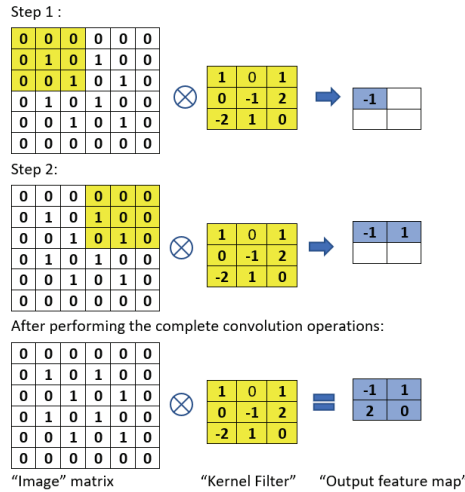 Step 1 :
0 0 0 0 0 0
0 1 0 1 0 0
0 0 1 0 1 0
0 1 0 1 0 0
0 0 1 0 1 0
0 0 0 0 0 0
1 0 1
0 -1 2
-2 1 0
-1
Step 2:
0 0 0 0 0 0
0 1 0 1 0 0
0 0 1 0 1 0
0 1 0 1 0 0
0 0 1 0 1 0
0 0 0 0 0 0
1 0 1
0 -1 2
-2 1 0
-1 1
After performing the complete convolution operations:
0 0 0 0 0 0
0 1 0 1 0 0
0 0 1 0 1 0
0 1 0 1 0 0
0 0 1 0 1 0
0 0 0 0 0 0
1 0 1
0 -1 2
-2 1 0
-1 1
2 0
“Image” matrix
“Kernel Filter”
“Output feature map’